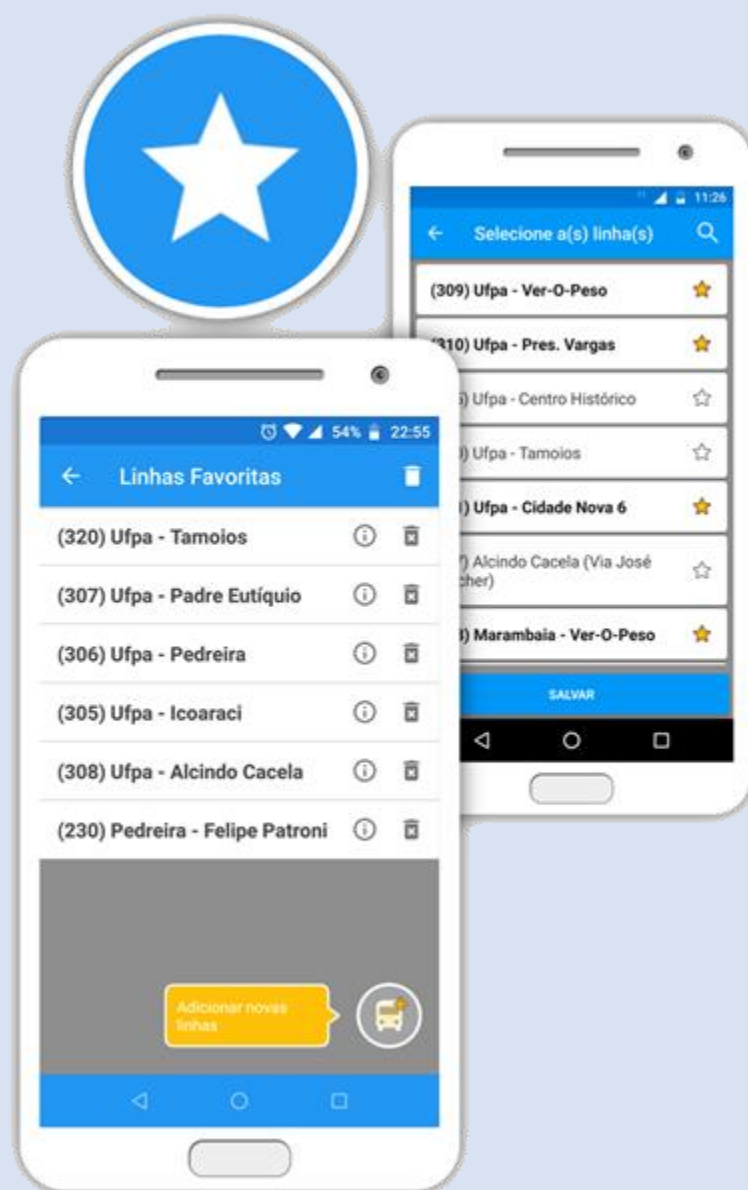 11:26
Selecione a(s) linha(s)
(309) Ufpa - Ver-O-Peso
310) Ufpa - Pres. Vargas
) Ufpa - Centro Histórico
) Ufpa - Tamoios
) Ufpa - Cidade Nova 6
) Alcindo Cacela (Via José
cher)
) Marambaia - Ver-O-Peso
SALVAR
54% 22:55
Linhas Favoritas
(320) Ufpa - Tamoios
(307) Ufpa - Padre Eutíquio
(306) Ufpa - Pedreira
(305) Ufpa - Icoaraci
(308) Ufpa - Alcindo Cacela
(230) Pedreira - Felipe Patroni
Adicionar novas
linhas